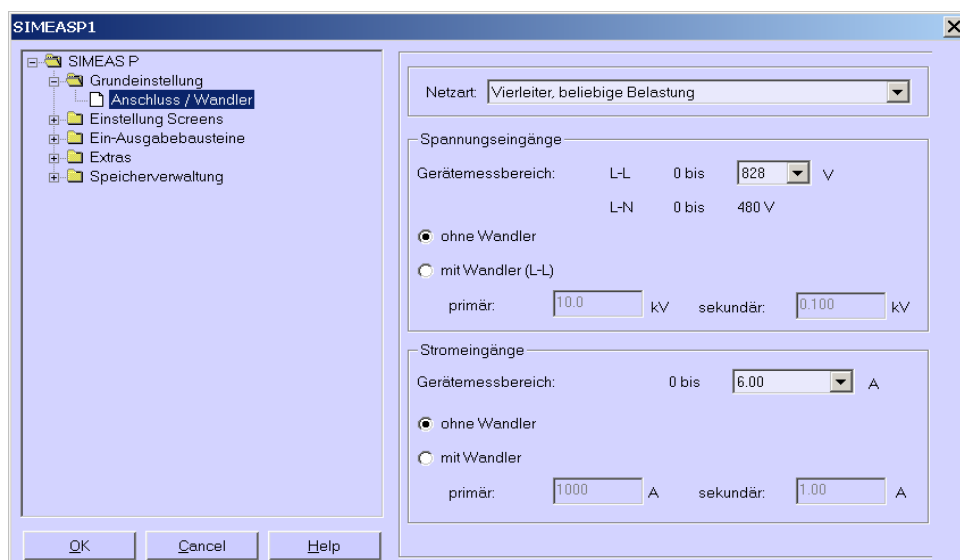 SIMEASP1
SIMEAS P
Grundeinstellung
Anschluss / Wandler
Einstellung Screens
Ein-Ausgabebausteine
Extras
Speicherverwaltung
OK
Cancel
Help
Netzart: Vierleiter, beliebige Belastung
Spannungseingänge
Gerätemessbereich: L-L 0 bis 828 V
L-N 0 bis 480 V
ohne Wandler
mit Wandler (L-L)
primär: 10.0 kV sekundär: 0.100 kV
Stromeingänge
Gerätemessbereich: 0 bis 6.00 A
ohne Wandler
mit Wandler
primär: 1000 A sekundär: 1.00 A